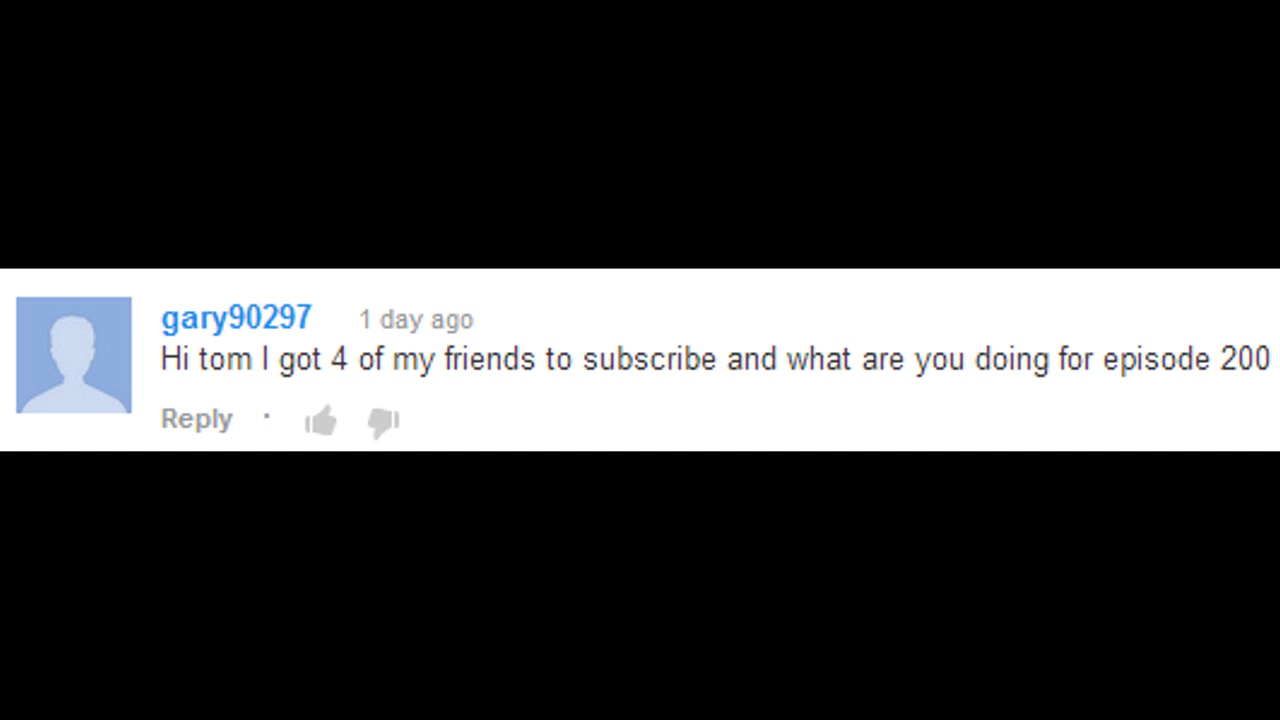 gary90297 1 day ago
Hi tom I got 4 of my friends to subscribe and what are you doing for episode 200
Reply ·